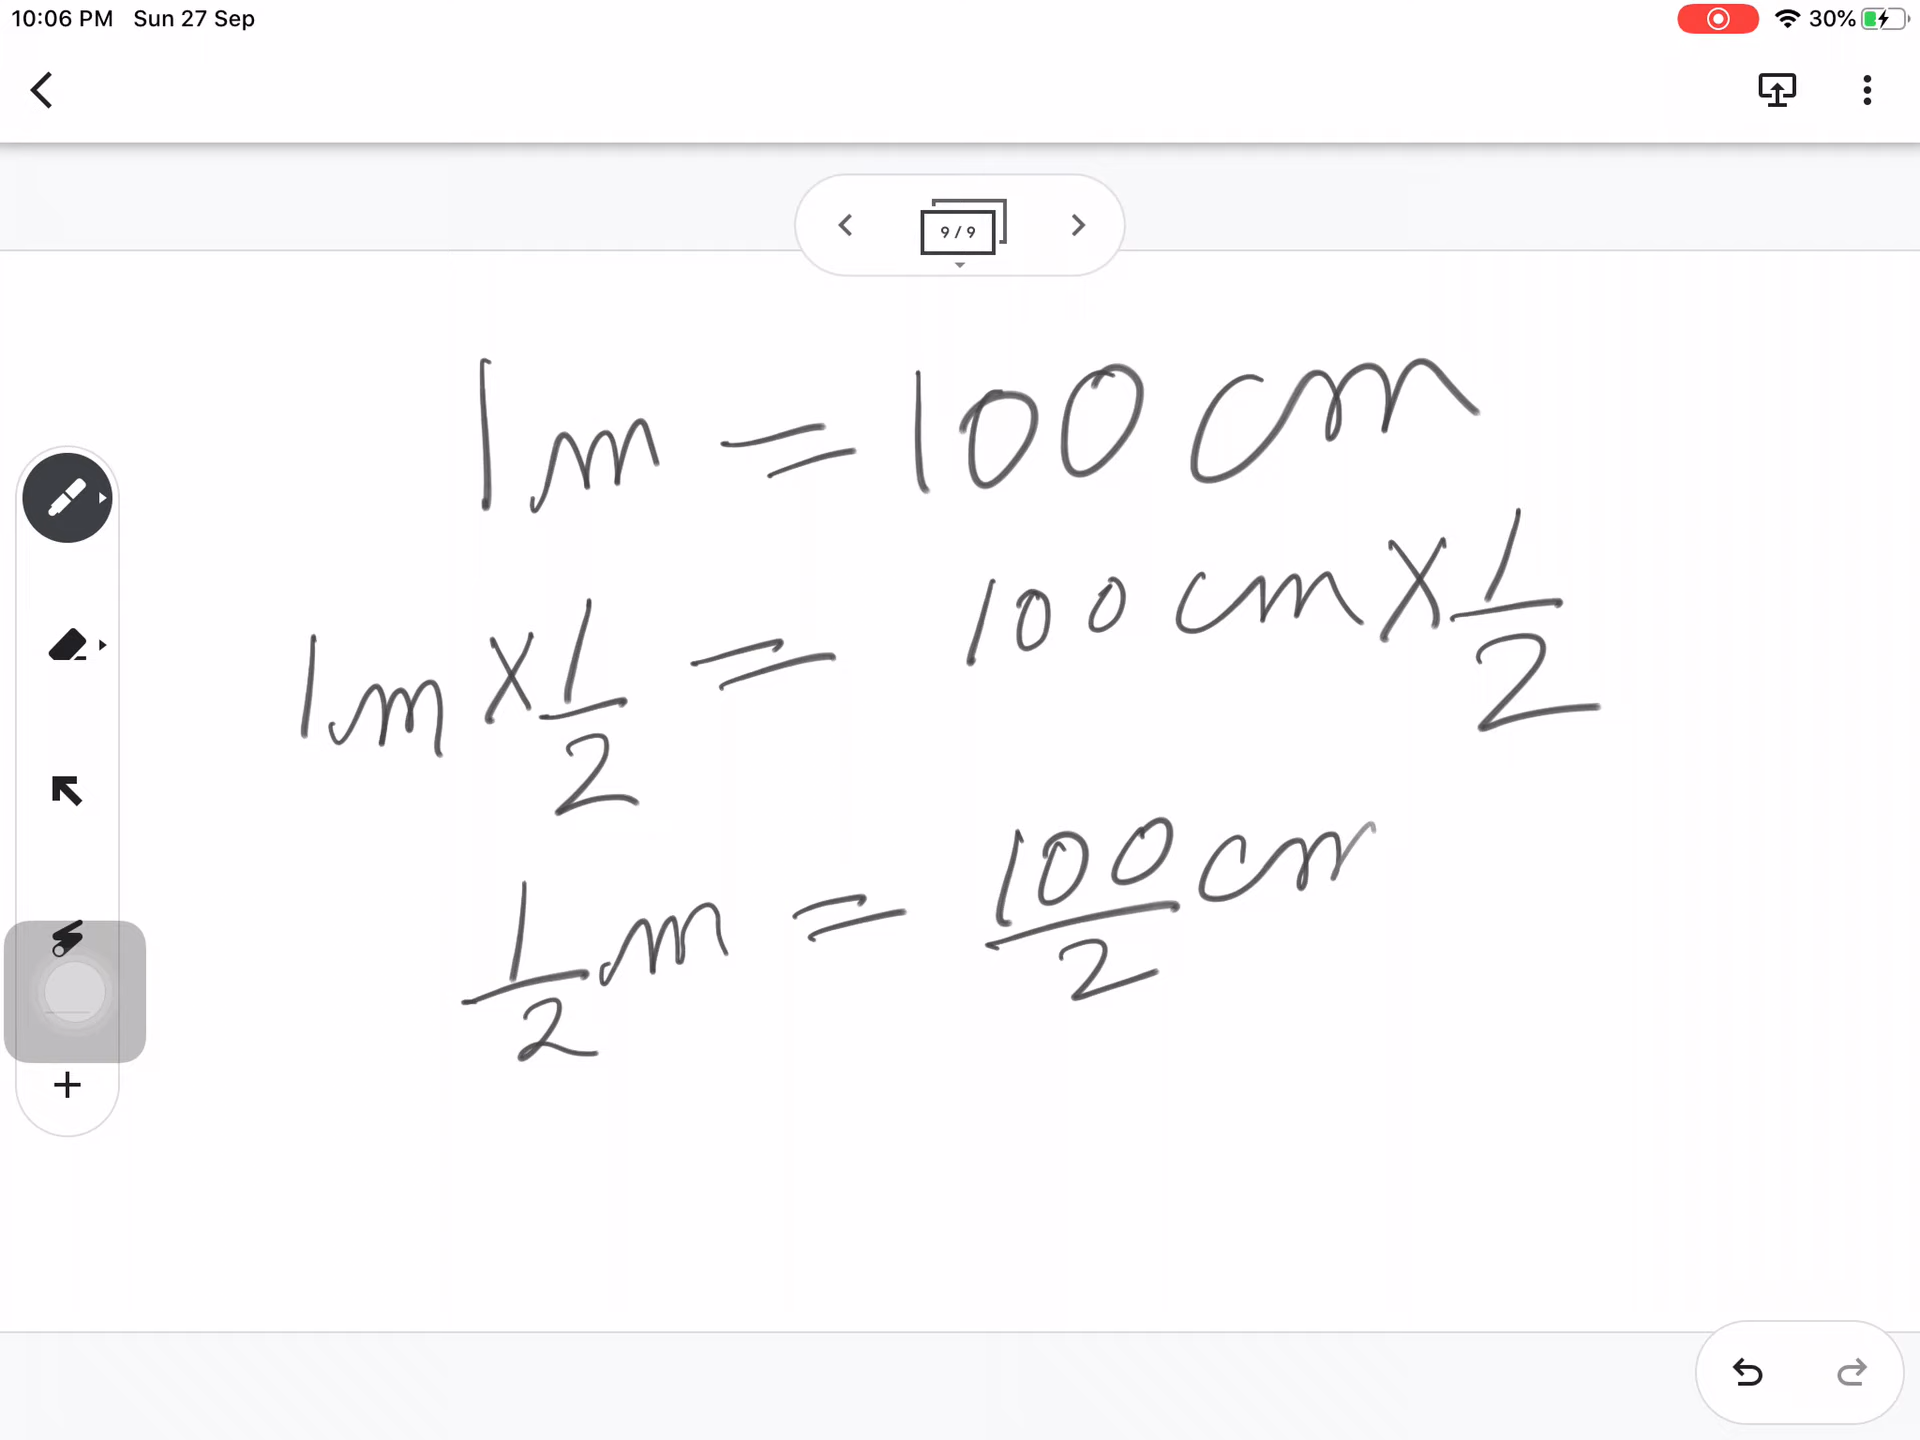 10:06 PM Sun 27 Sep 30%
9 / 9
1m = 100 cm
1m × 1/2 = 100 cm × 1/2
1/2 m = 100/2 cm